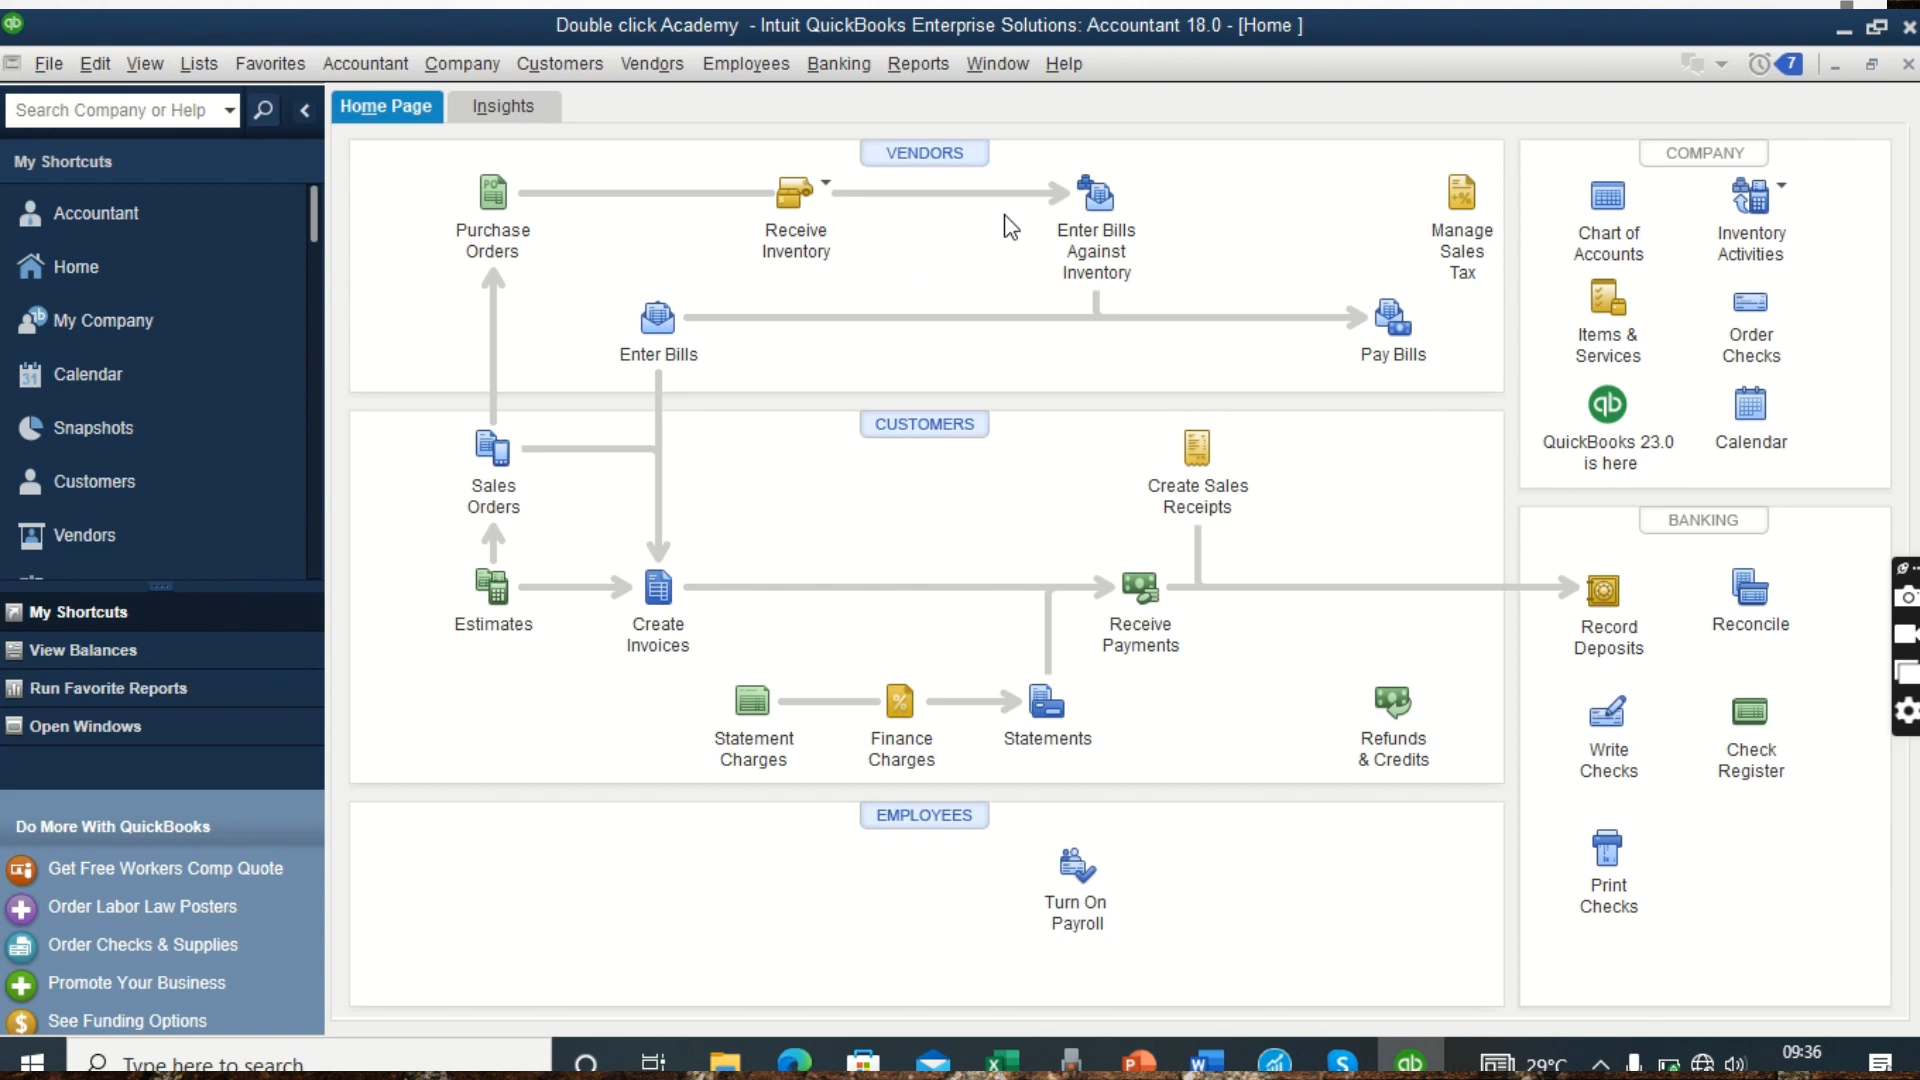 Double click Academy - Intuit QuickBooks Enterprise Solutions: Accountant 18.0 - [Home ]
File Edit View Lists Favorites Accountant Company Customers Vendors Employees Banking Reports Window Help
7
Search Company or Help
Home Page
Insights
My Shortcuts
Accountant
Home
My Company
31
Calendar
Snapshots
Customers
Vendors
My Shortcuts
View Balances
Run Favorite Reports
Open Windows
Do More With QuickBooks
Get Free Workers Comp Quote
Order Labor Law Posters
Order Checks & Supplies
Promote Your Business
See Funding Options
VENDORS
PO
Purchase
Orders
Receive
Inventory
Enter Bills
Against
Inventory
Manage
Sales
Tax
Enter Bills
Pay Bills
CUSTOMERS
Sales
Orders
Create Sales
Receipts
Estimates
Create
Invoices
Receive
Payments
Statement
Charges
Finance
Charges
Statements
Refunds
& Credits
EMPLOYEES
Turn On
Payroll
COMPANY
Chart of
Accounts
Inventory
Activities
Items &
Services
Order
Checks
qb
QuickBooks 23.0
is here
Calendar
BANKING
Record
Deposits
Reconcile
Write
Checks
Check
Register
Print
Checks
Type here to search
29°C
09:36